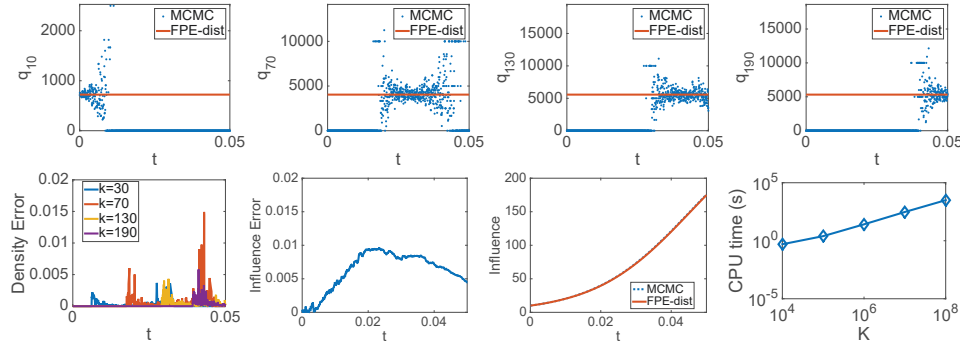 q10
2000
1000
0
0
0.05
t
MCMC
FPE-dist
q70
10000
5000
0
0
0.05
t
MCMC
FPE-dist
q130
15000
10000
5000
0
0
0.05
t
MCMC
FPE-dist
q190
15000
10000
5000
0
0
0.05
t
MCMC
FPE-dist
Density Error
0.02
0.015
0.01
0.005
0
0
0.05
t
k=30
k=70
k=130
k=190
Influence Error
0.02
0.015
0.01
0.005
0
0
0.02
0.04
t
Influence
200
150
100
50
0
0
0.02
0.04
t
MCMC
FPE-dist
CPU time (s)
10^5
10^0
10^-5
10^4
10^6
10^8
K